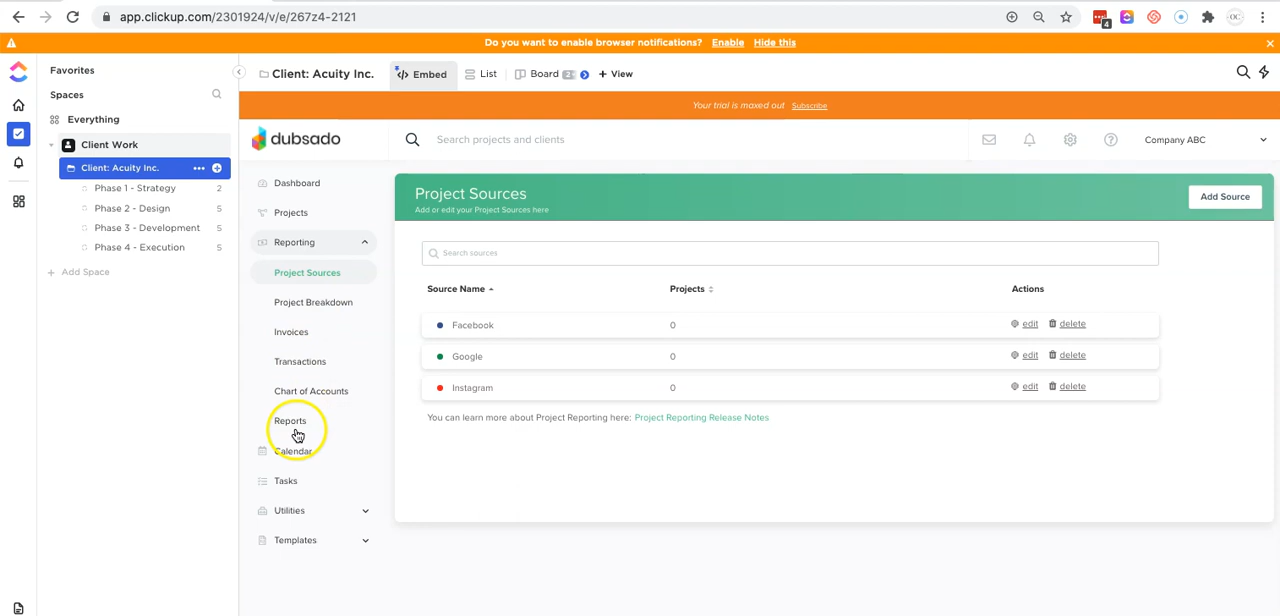 app.clickup.com/2301924/v/e/267z4-2121
4
OC
Do you want to enable browser notifications? Enable Hide this
Favorites
Spaces
Everything
Client Work
Client: Acuity Inc.
Phase 1 - Strategy 2
Phase 2 - Design 5
Phase 3 - Development 5
Phase 4 - Execution 5
+ Add Space
Client: Acuity Inc.
Embed
List
Board
+ View
Your trial is maxed out Subscribe
dubsado
Search projects and clients
Company ABC
Dashboard
Projects
Reporting
Project Sources
Project Breakdown
Invoices
Transactions
Chart of Accounts
Reports
Calendar
Tasks
Utilities
Templates
Project Sources
Add or edit your Project Sources here
Add Source
Search sources
Source Name Projects Actions
Facebook 0 edit delete
Google 0 edit delete
Instagram 0 edit delete
You can learn more about Project Reporting here: Project Reporting Release Notes